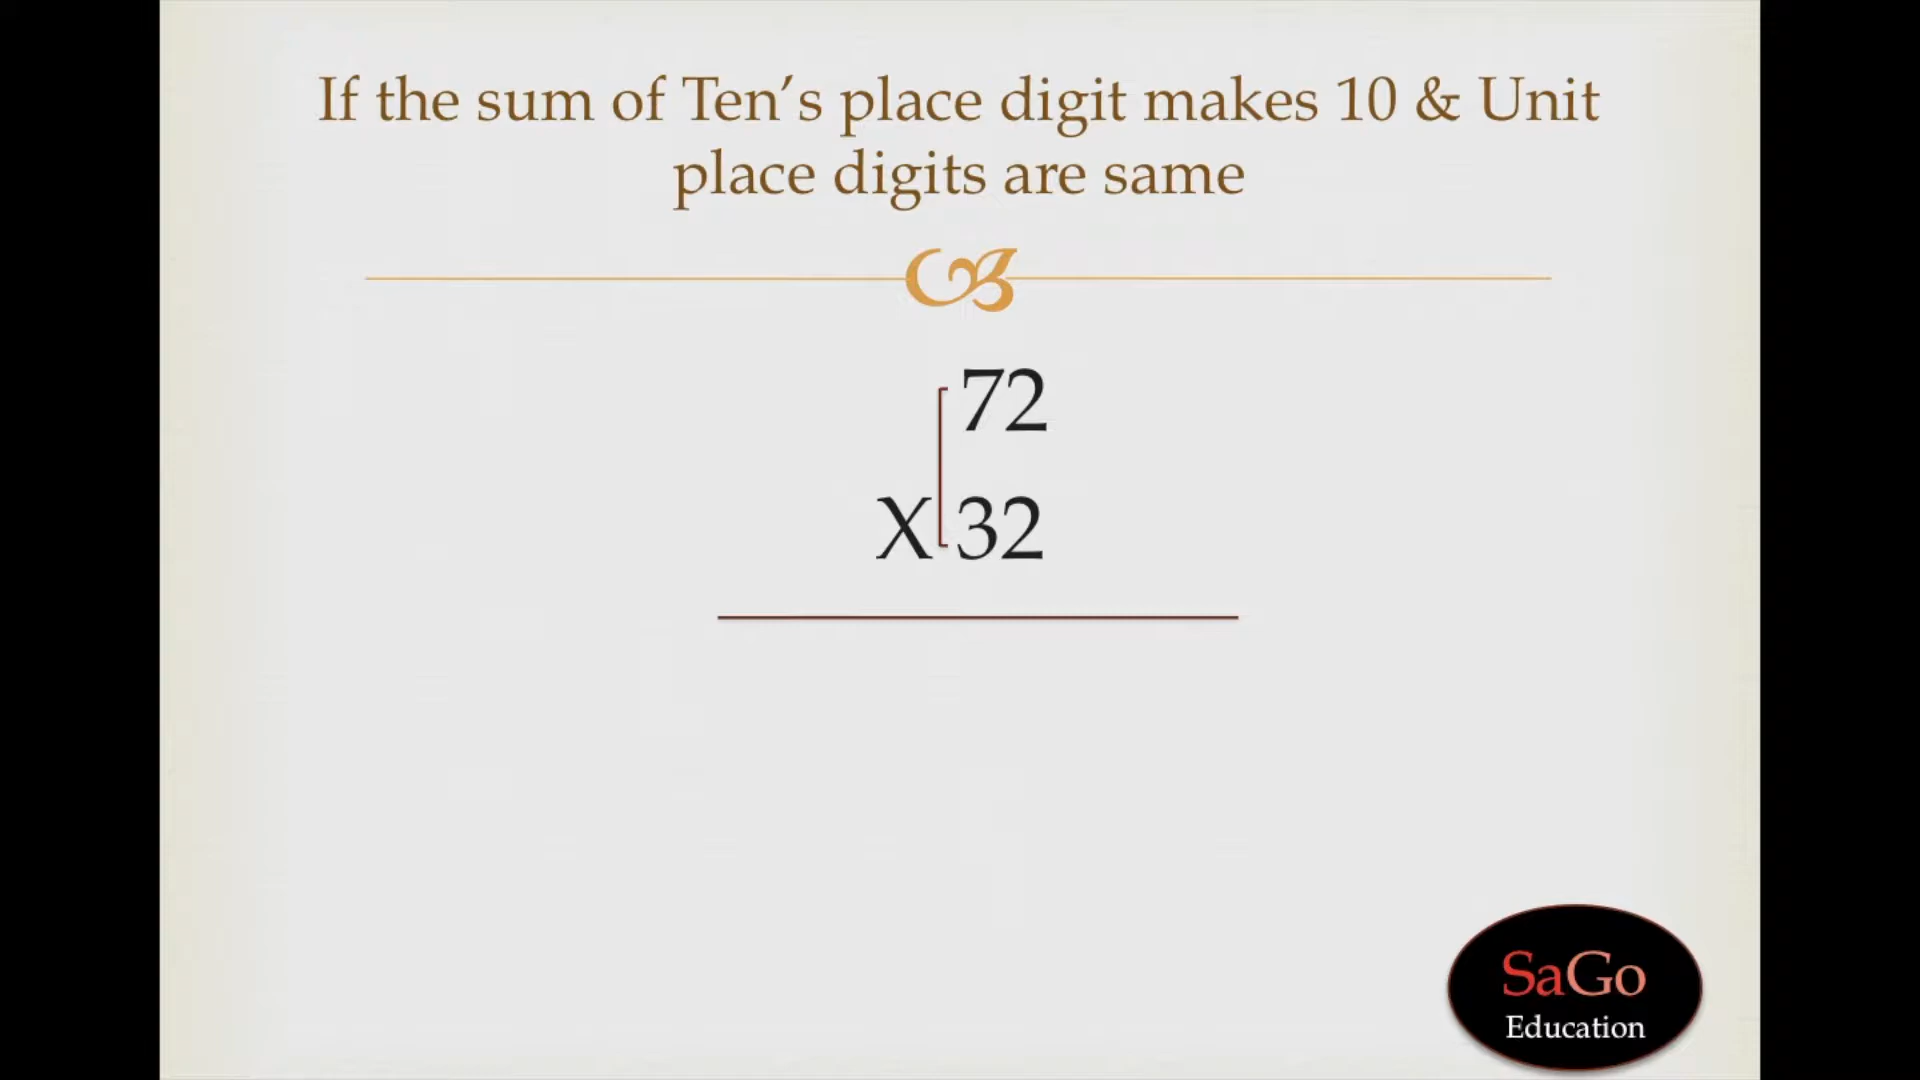 If the sum of Ten’s place digit makes 10 & Unit
place digits are same
72
X 32
SaGo
Education